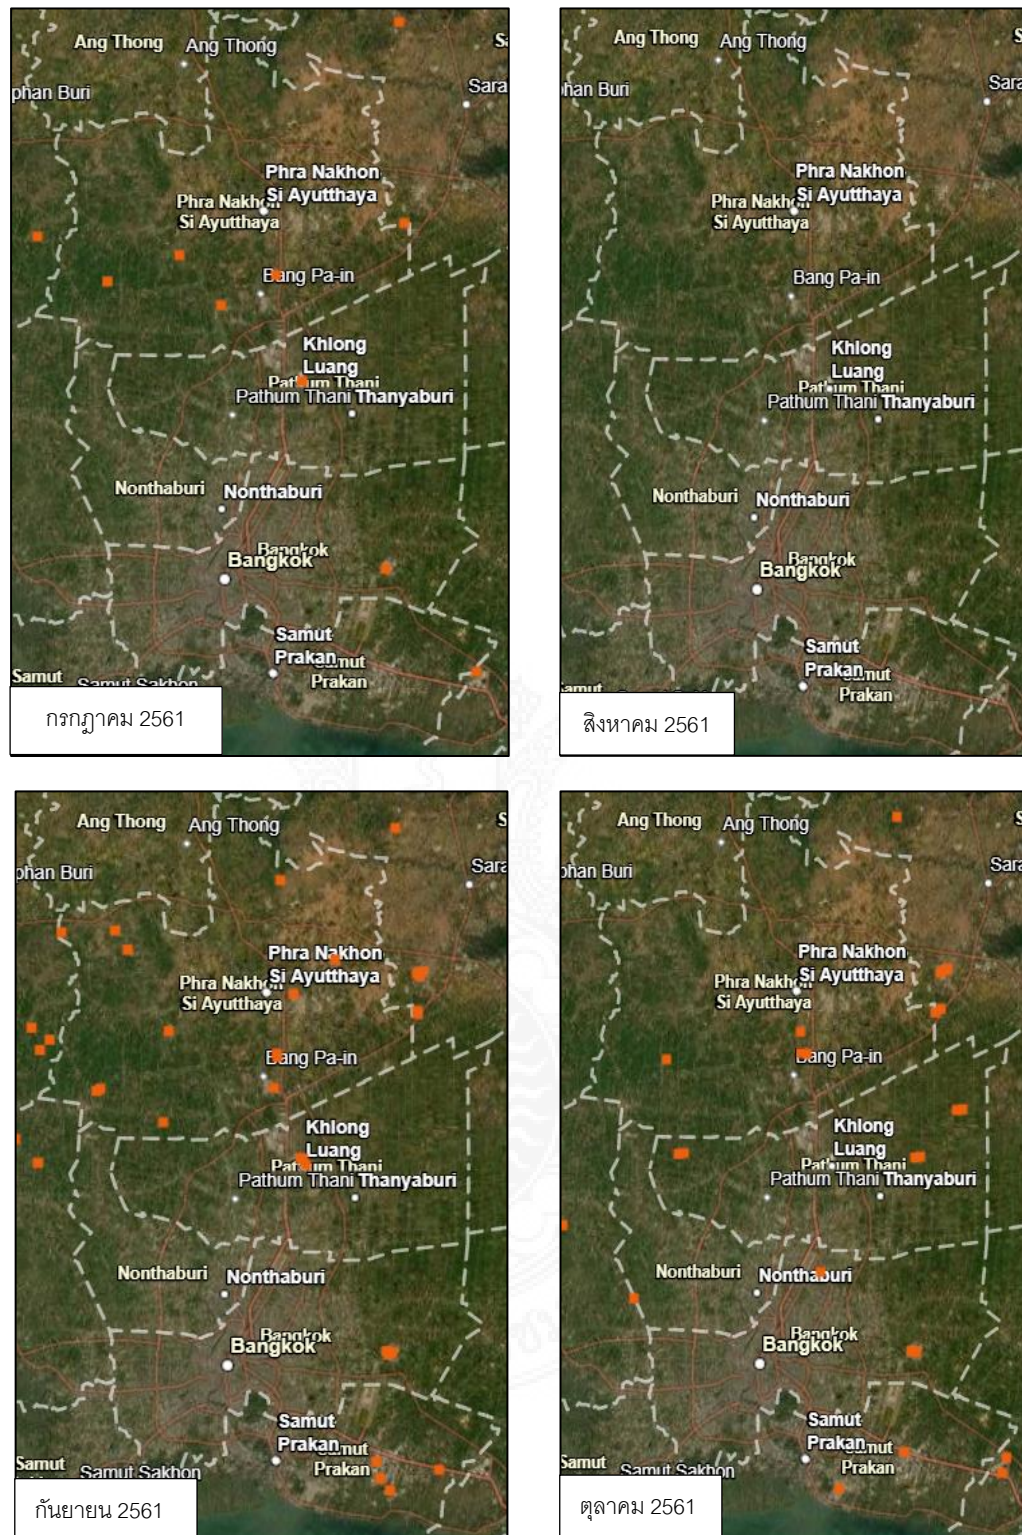 Ang Thong
Ang Thong
phan Buri
Sara
Phra Nakhon
Si Ayutthaya
Phra Nakhon
Si Ayutthaya
Bang Pa-in
Khlong
Luang
Pathum Thani
Pathum Thani
Thanyaburi
Nonthaburi
Nonthaburi
Bangkok
Bangkok
Samut
Prakan
Samut
Prakan
Samut
Samut Sakhon
กรกฎาคม 2561
Ang Thong
Ang Thong
han Buri
Sara
Phra Nakhon
Si Ayutthaya
Phra Nakhon
Si Ayutthaya
Bang Pa-in
Khlong
Luang
Pathum Thani
Pathum Thani
Thanyaburi
Nonthaburi
Nonthaburi
Bangkok
Bangkok
Samut
Prakan
Samut
Prakan
Samut
สิงหาคม 2561
Ang Thong
Ang Thong
phan Buri
Sara
Phra Nakhon
Si Ayutthaya
Phra Nakhon
Si Ayutthaya
Bang Pa-in
Khlong
Luang
Pathum Thani
Pathum Thani
Thanyaburi
Nonthaburi
Nonthaburi
Bangkok
Bangkok
Samut
Prakan
Samut
Prakan
Samut
Samut Sakhon
กันยายน 2561
Ang Thong
Ang Thong
phan Buri
Sara
Phra Nakhon
Si Ayutthaya
Phra Nakhon
Si Ayutthaya
Bang Pa-in
Khlong
Luang
Pathum Thani
Pathum Thani
Thanyaburi
Nonthaburi
Nonthaburi
Bangkok
Bangkok
Samut
Prakan
Samut
Prakan
Samut
Samut Sakhon
ตุลาคม 2561